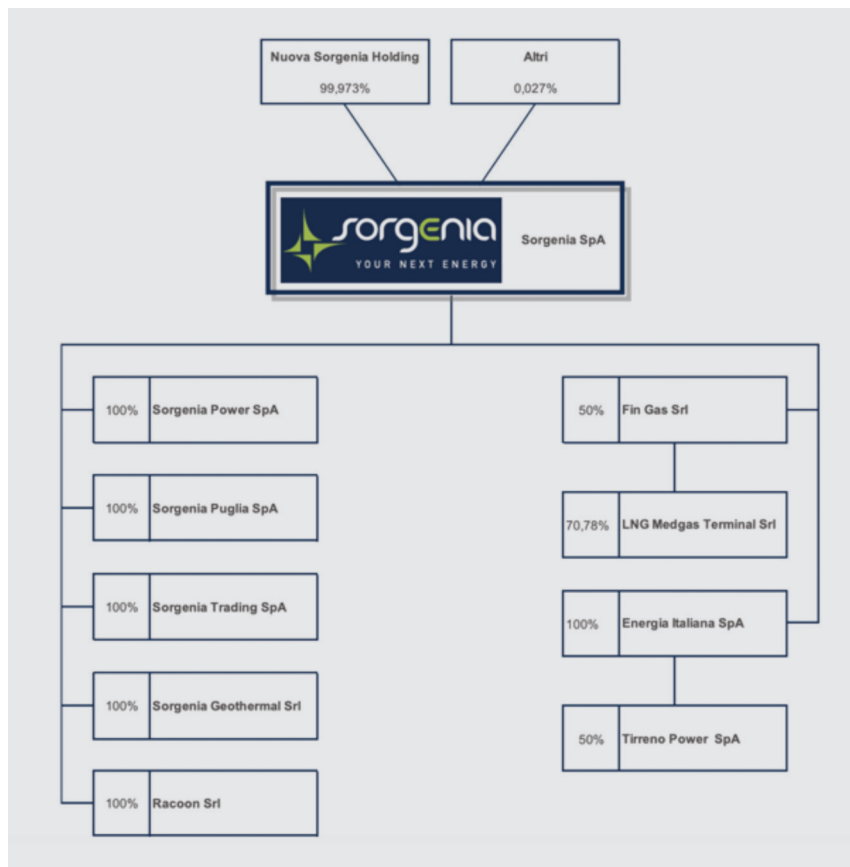 Nuova Sorgenia Holding
99,973%
Altri
0,027%
sorgenia
YOUR NEXT ENERGY
Sorgenia SpA
100% Sorgenia Power SpA
100% Sorgenia Puglia SpA
100% Sorgenia Trading SpA
100% Sorgenia Geothermal Srl
100% Racoon Srl
50% Fin Gas Srl
70,78% LNG Medgas Terminal Srl
100% Energia Italiana SpA
50% Tirreno Power SpA